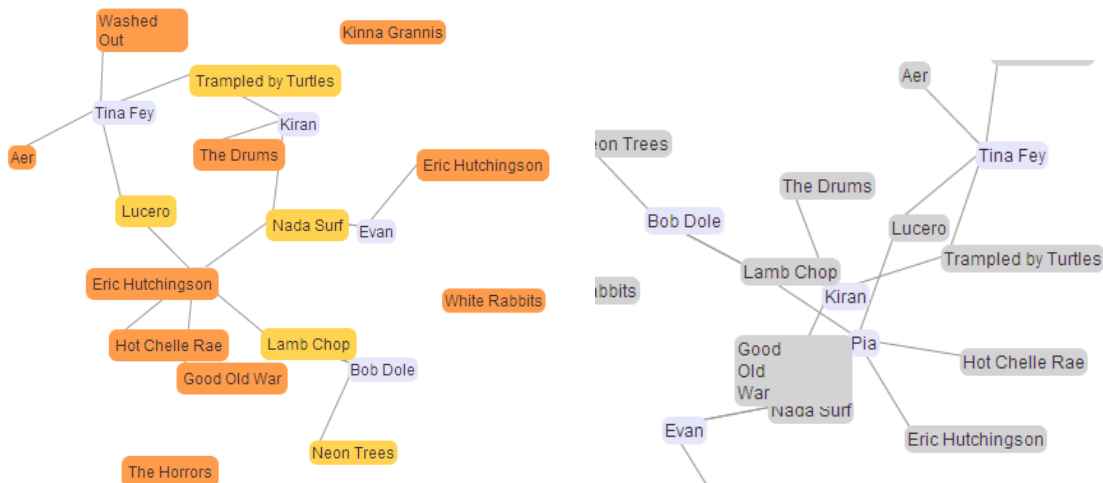 Washed
Out
Kinna Grannis
Trampled by Turtles
Tina Fey
Kiran
Aer
The Drums
Eric Hutchingson
Lucero
Nada Surf
Evan
Eric Hutchingson
White Rabbits
Hot Chelle Rae
Lamb Chop
Good Old War
Bob Dole
Neon Trees
The Horrors
Aer
eon Trees
Tina Fey
The Drums
Bob Dole
Lucero
Trampled by Turtles
Lamb Chop
abbits
Kiran
Good
Old
War
Pia
Hot Chelle Rae
Nada Surf
Evan
Eric Hutchingson